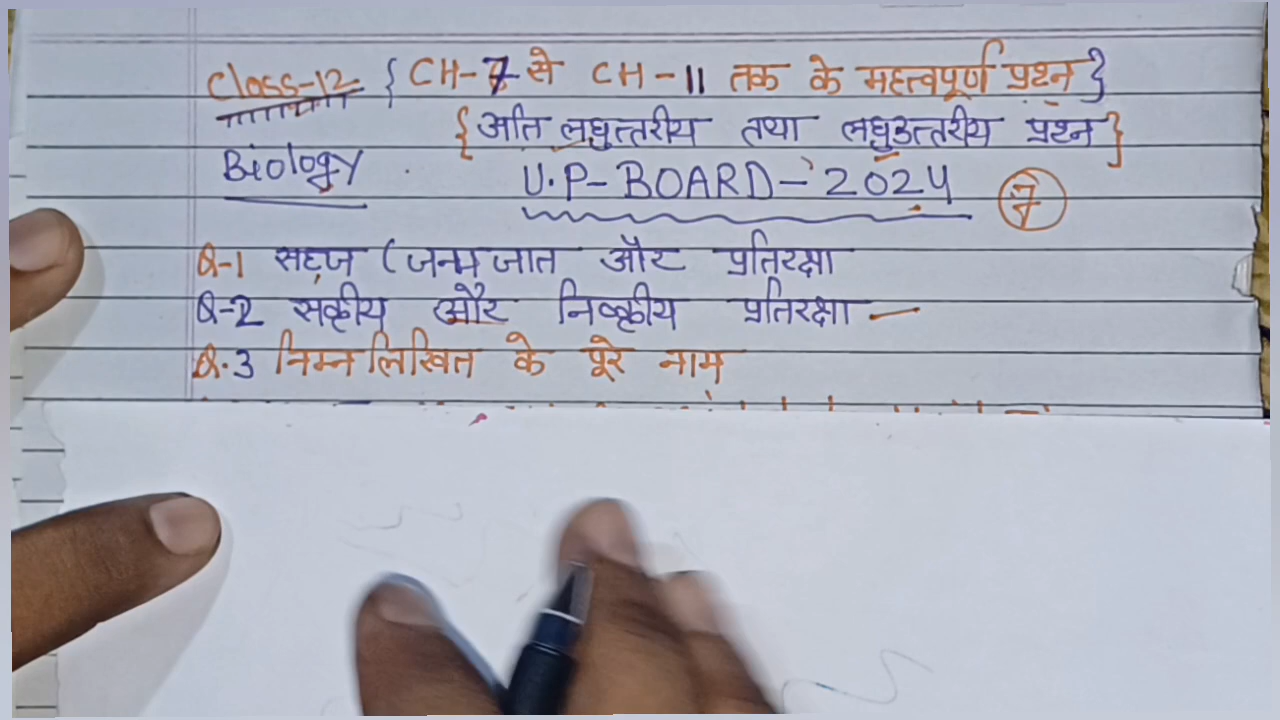 Class-12 { CH-7 से CH-11 तक के महत्वपूर्ण प्रश्न }
{ अति लघुत्तरीय तथा लघुउत्तरीय प्रश्न }
Biology U.P-BOARD-2024 7
Q-1 सहज (जन्मजात और प्रतिरक्षा
Q-2 सक्रीय और निष्क्रीय प्रतिरक्षा —
Q.3 निम्नलिखित के पूरे नाम